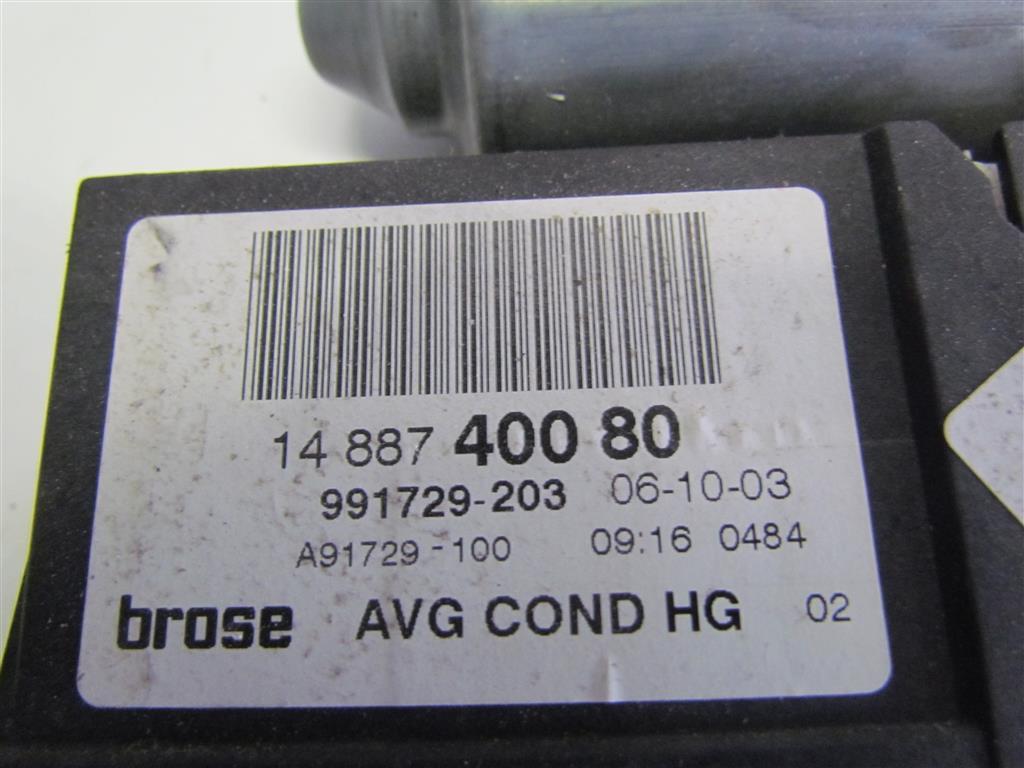 14 887 400 80
991729-203 06-10-03
A91729-100 09:16 0484
brose AVG COND HG 02